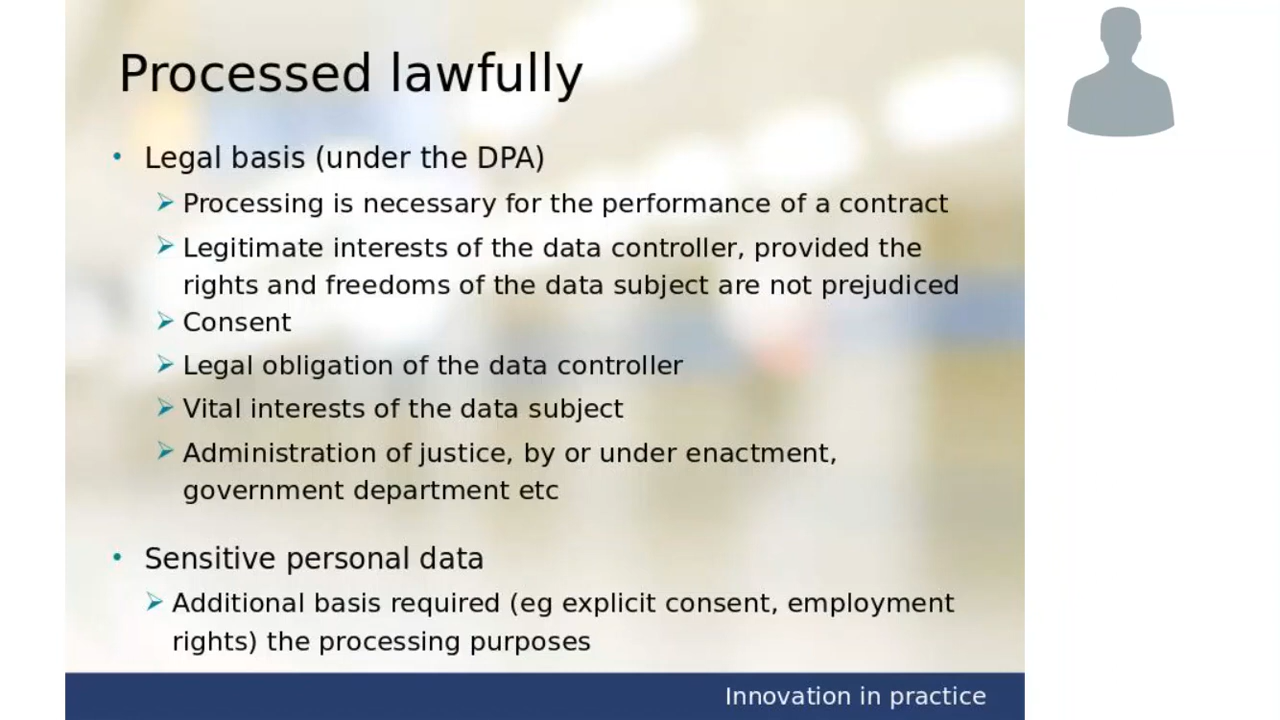 Processed lawfully
• Legal basis (under the DPA)
➢ Processing is necessary for the performance of a contract
➢ Legitimate interests of the data controller, provided the
rights and freedoms of the data subject are not prejudiced
➢ Consent
➢ Legal obligation of the data controller
➢ Vital interests of the data subject
➢ Administration of justice, by or under enactment,
government department etc
• Sensitive personal data
➢ Additional basis required (eg explicit consent, employment
rights) the processing purposes
Innovation in practice